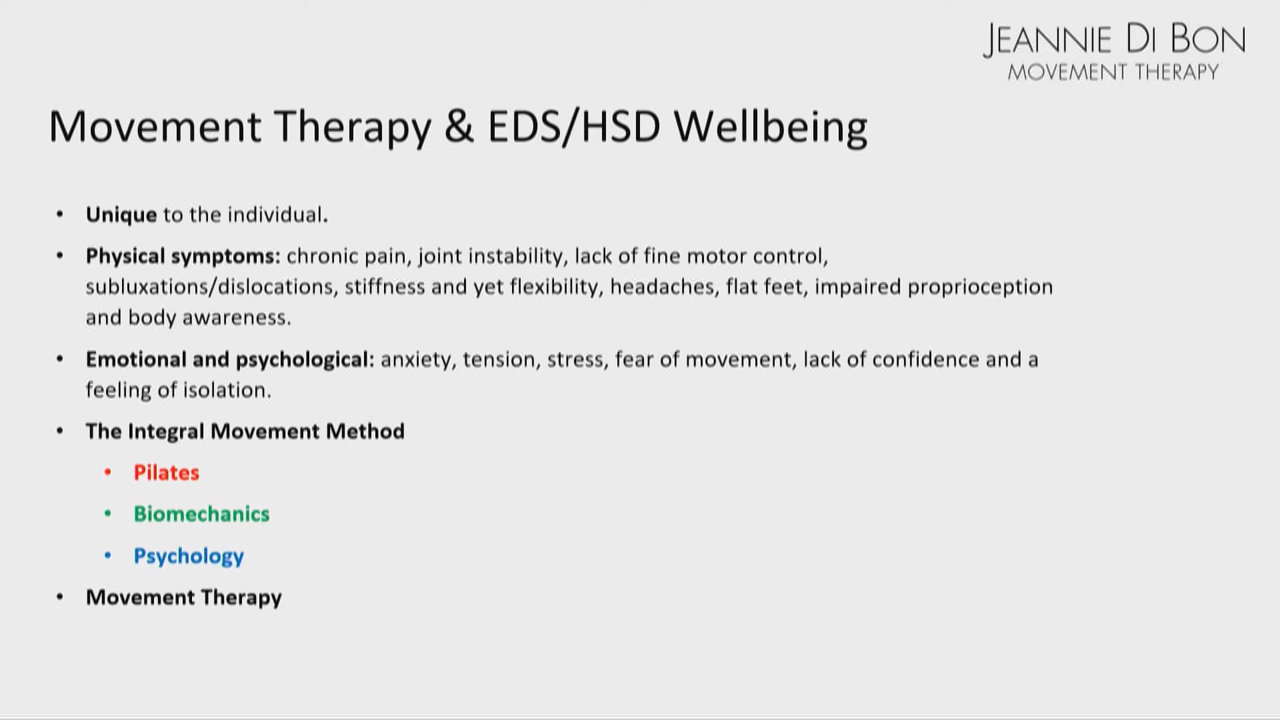 JEANNIE DI BON
MOVEMENT THERAPY
Movement Therapy & EDS/HSD Wellbeing
• Unique to the individual.
• Physical symptoms: chronic pain, joint instability, lack of fine motor control,
subluxations/dislocations, stiffness and yet flexibility, headaches, flat feet, impaired proprioception
and body awareness.
• Emotional and psychological: anxiety, tension, stress, fear of movement, lack of confidence and a
feeling of isolation.
• The Integral Movement Method
• Pilates
• Biomechanics
• Psychology
• Movement Therapy